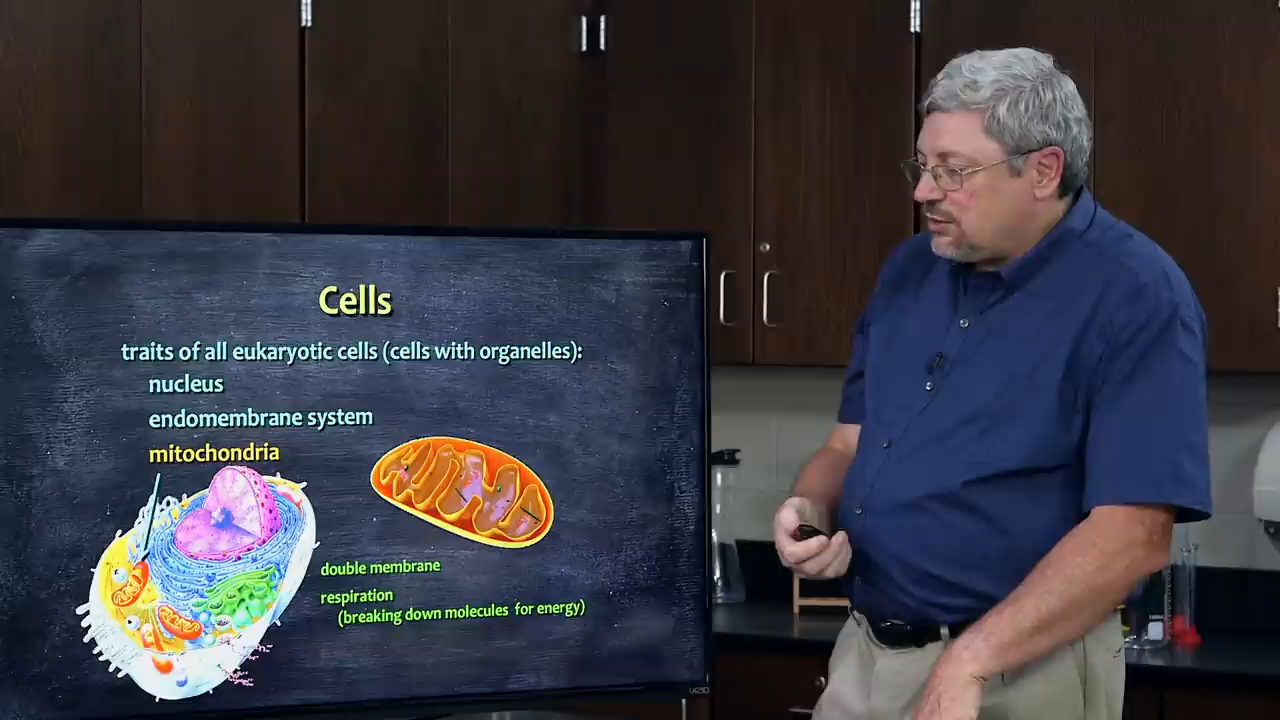 Cells
traits of all eukaryotic cells (cells with organelles):
nucleus
endomembrane system
mitochondria
double membrane
respiration
(breaking down molecules for energy)
VIZIO